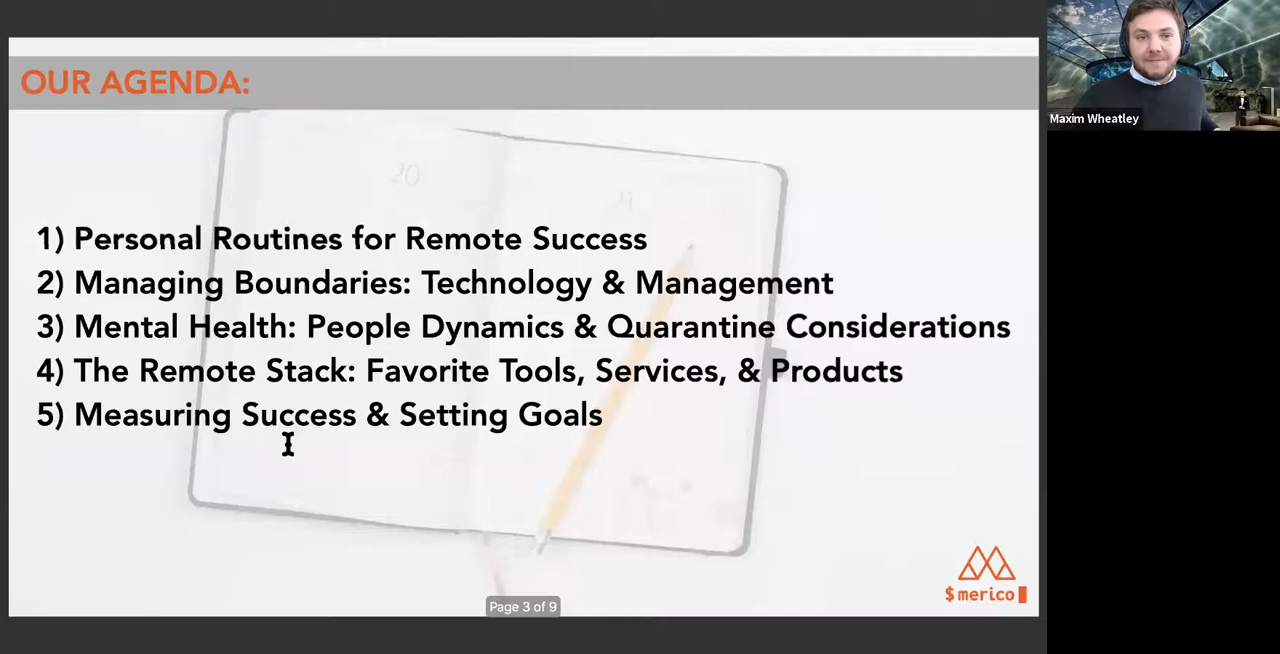 OUR AGENDA:
Maxim Wheatley
20
21
1) Personal Routines for Remote Success
2) Managing Boundaries: Technology & Management
3) Mental Health: People Dynamics & Quarantine Considerations
4) The Remote Stack: Favorite Tools, Services, & Products
5) Measuring Success & Setting Goals
$ merico
Page 3 of 9